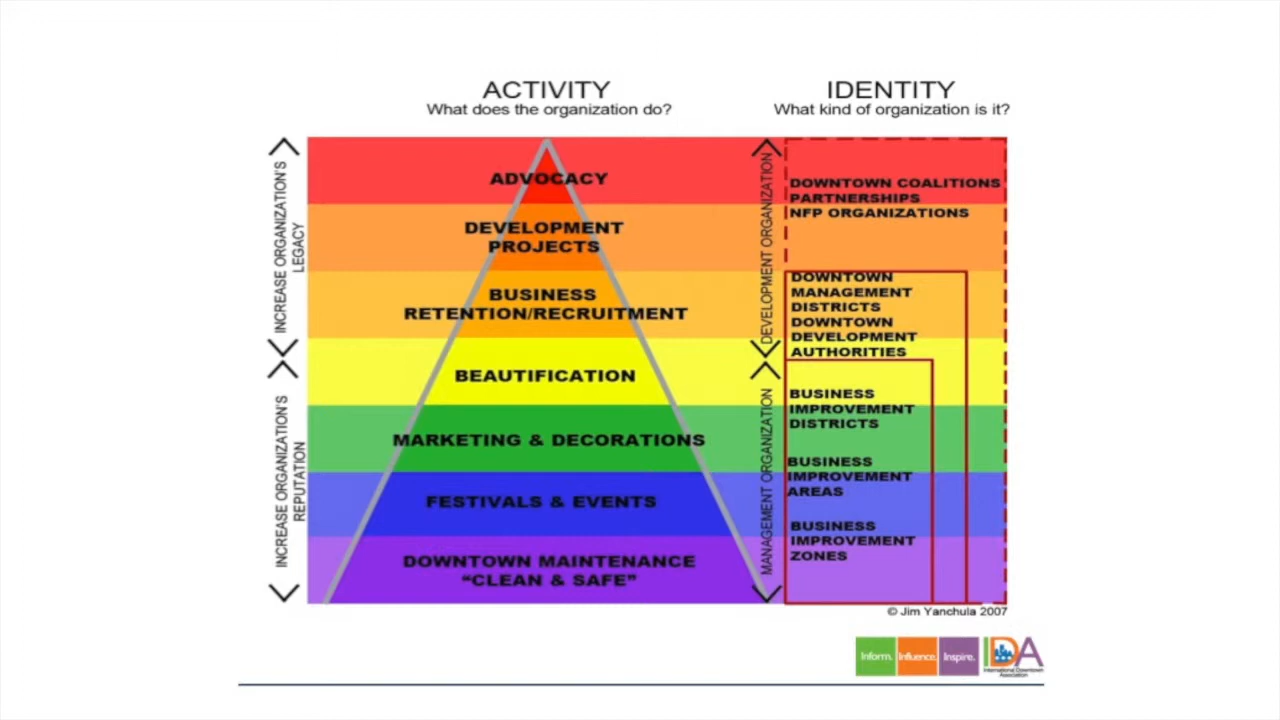 ACTIVITY
What does the organization do?
IDENTITY
What kind of organization is it?
INCREASE ORGANIZATION'S
LEGACY
INCREASE ORGANIZATION'S
REPUTATION
ADVOCACY
DEVELOPMENT
PROJECTS
BUSINESS
RETENTION/RECRUITMENT
BEAUTIFICATION
MARKETING & DECORATIONS
FESTIVALS & EVENTS
DOWNTOWN MAINTENANCE
“CLEAN & SAFE”
DEVELOPMENT ORGANIZATION
MANAGEMENT ORGANIZATION
DOWNTOWN COALITIONS
PARTNERSHIPS
NFP ORGANIZATIONS
DOWNTOWN
MANAGEMENT
DISTRICTS
DOWNTOWN
DEVELOPMENT
AUTHORITIES
BUSINESS
IMPROVEMENT
DISTRICTS
BUSINESS
IMPROVEMENT
AREAS
BUSINESS
IMPROVEMENT
ZONES
© Jim Yanchula 2007
Inform.
Influence.
Inspire.
IDA
International Downtown
Association